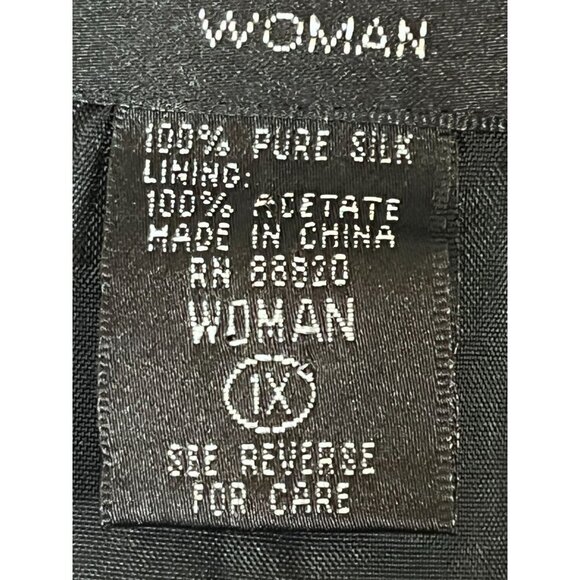 WOMAN
100% PURE SILK
LINING:
100% ACETATE
MADE IN CHINA
RN 88820
WOMAN
1X
SEE REVERSE
FOR CARE